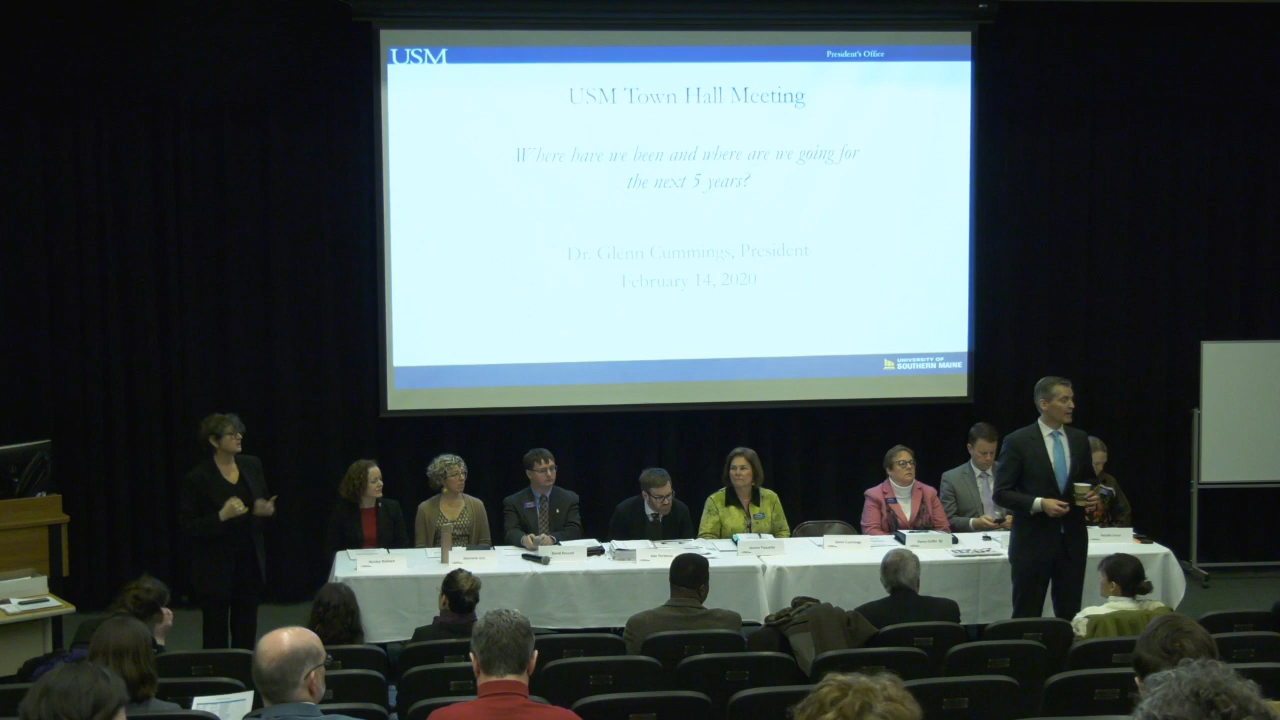 USM
President's Office
USM Town Hall Meeting
Where have we been and where are we going for
the next 5 years?
Dr. Glenn Cummings, President
February 14, 2020
UNIVERSITY OF
SOUTHERN MAINE